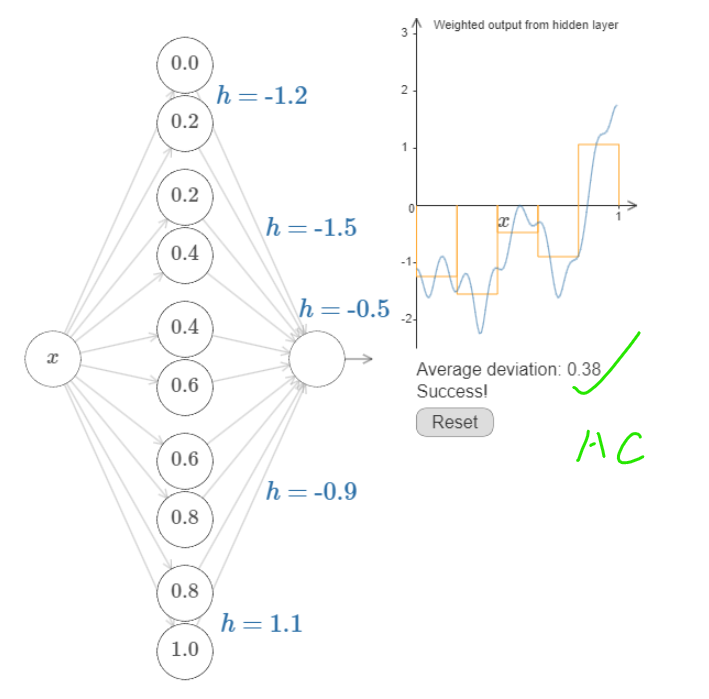 0.0
h = -1.2
0.2
0.2
h = -1.5
0.4
h = -0.5
0.4
x
0.6
0.6
h = -0.9
0.8
0.8
h = 1.1
1.0
Weighted output from hidden layer
3
2
1
0
x
1
-1
-2
Average deviation: 0.38
Success!
Reset
AC